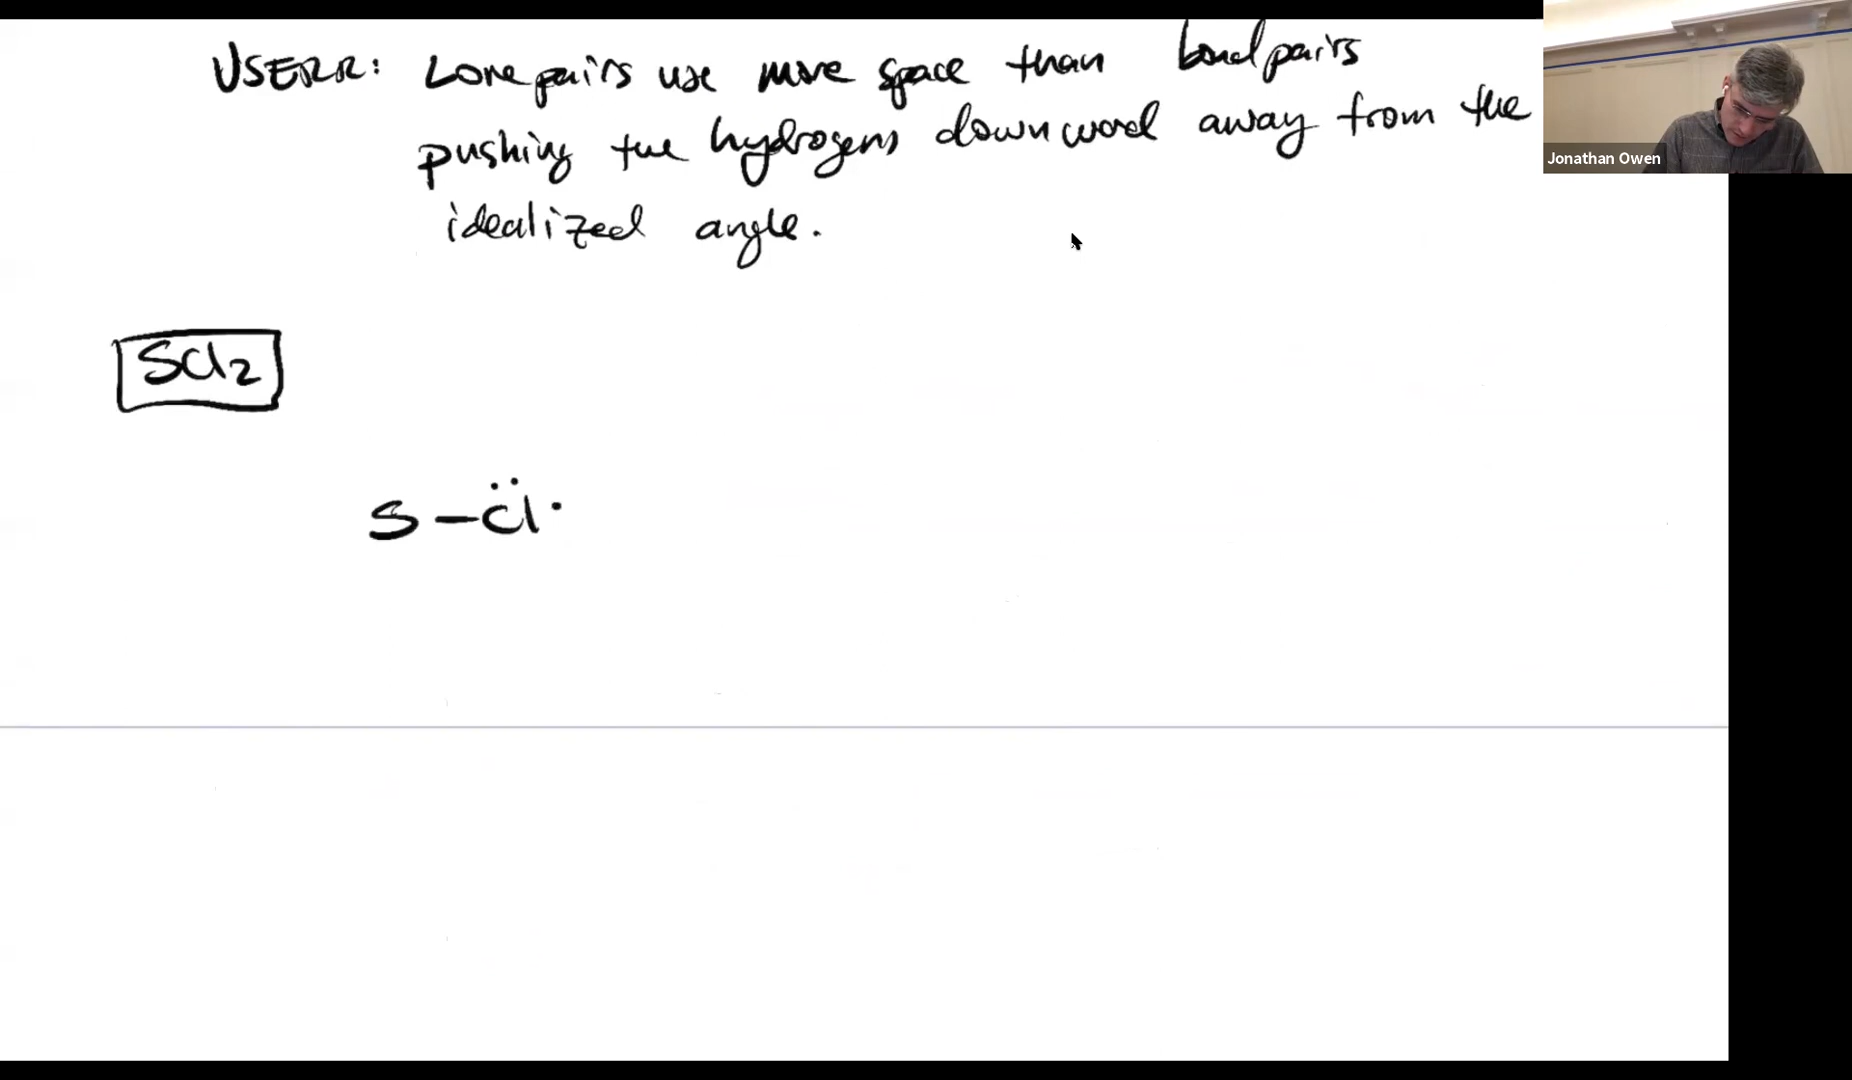 VSERR: Lone pairs use more space than bond pairs
pushing the hydrogens downward away from the
idealized angle.
Jonathan Owen
SCl2
S – Cl